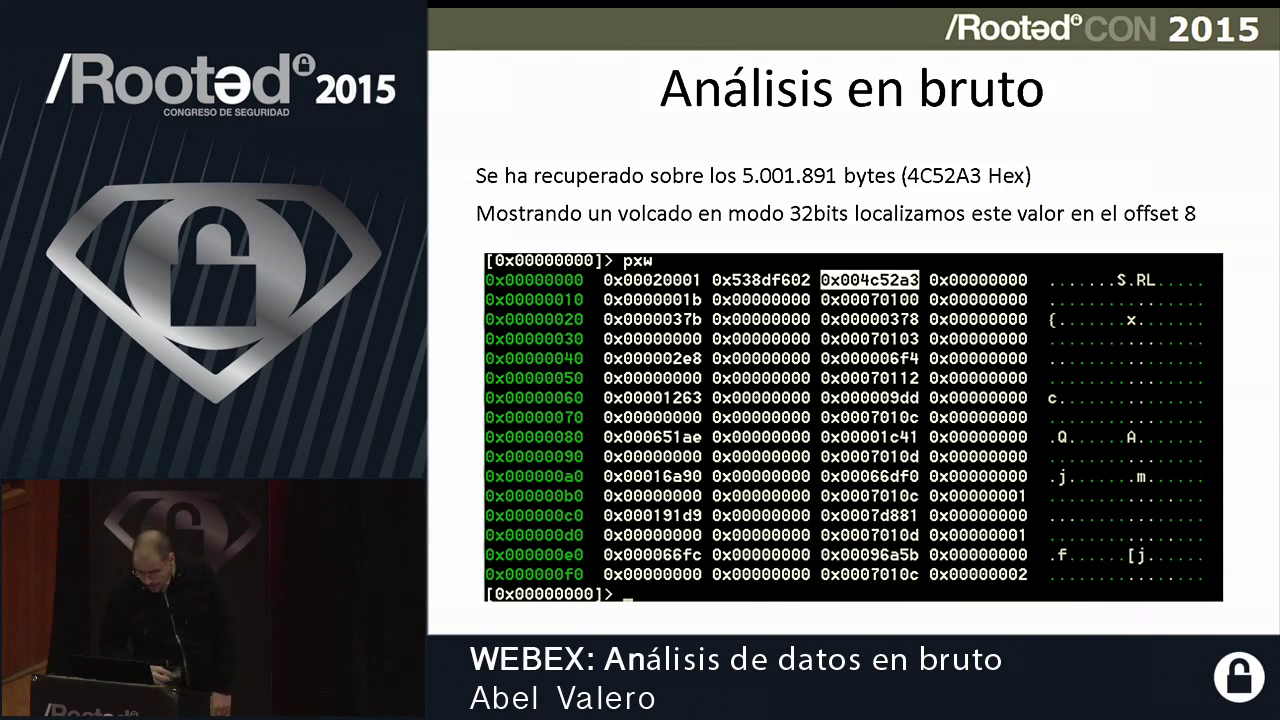 /Rootəd 2015
CONGRESO DE SEGURIDAD
/Rootəd CON 2015
Análisis en bruto
Se ha recuperado sobre los 5.001.891 bytes (4C52A3 Hex)
Mostrando un volcado en modo 32bits localizamos este valor en el offset 8
[0x00000000]> pxw
0x00000000 0x00020001 0x538df602 0x004c52a3 0x00000000 .......S.RL.....
0x00000010 0x0000001b 0x00000000 0x00070100 0x00000000 ................
0x00000020 0x0000037b 0x00000000 0x00000378 0x00000000 {.......x.......
0x00000030 0x00000000 0x00000000 0x00070103 0x00000000 ................
0x00000040 0x000002e8 0x00000000 0x000006f4 0x00000000 ................
0x00000050 0x00000000 0x00000000 0x00070112 0x00000000 ................
0x00000060 0x00001263 0x00000000 0x000009dd 0x00000000 c...............
0x00000070 0x00000000 0x00000000 0x0007010c 0x00000000 ................
0x00000080 0x000651ae 0x00000000 0x00001c41 0x00000000 .Q......A.......
0x00000090 0x00000000 0x00000000 0x0007010d 0x00000000 ................
0x000000a0 0x00016a90 0x00000000 0x00066df0 0x00000000 .j.......m......
0x000000b0 0x00000000 0x00000000 0x0007010c 0x00000001 ................
0x000000c0 0x000191d9 0x00000000 0x0007d881 0x00000000 ................
0x000000d0 0x00000000 0x00000000 0x0007010d 0x00000001 ................
0x000000e0 0x000066fc 0x00000000 0x00096a5b 0x00000000 .f......[j......
0x000000f0 0x00000000 0x00000000 0x0007010c 0x00000002 ................
[0x00000000]> _
WEBEX: Análisis de datos en bruto
Abel Valero
/Rootəd